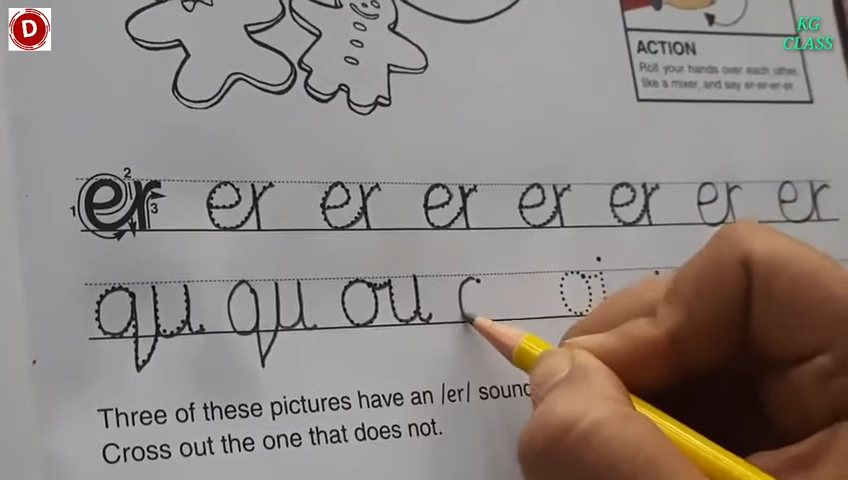 D
KG
CLASS
ACTION
Roll your hands over each other,
like a mixer, and say er-er-er-er.
1 er 2 3 er er er er er er er
qu qu ou c oi
Three of these pictures have an /er/ sound
Cross out the one that does not.